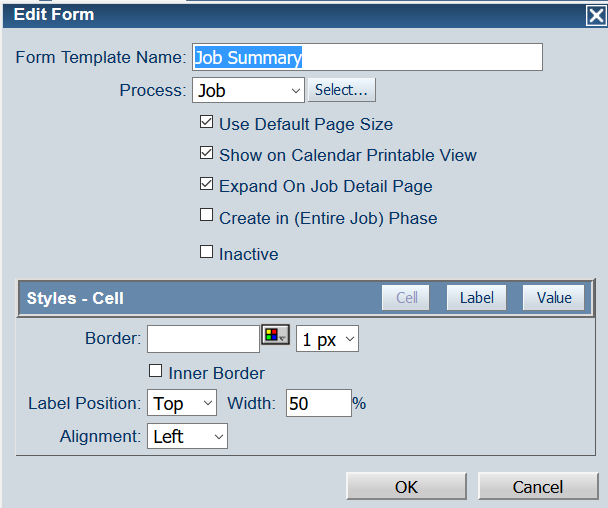 Edit Form
Form Template Name: Job Summary
Process: Job Select...
Use Default Page Size
Show on Calendar Printable View
Expand On Job Detail Page
Create in (Entire Job) Phase
Inactive
Styles - Cell Cell Label Value
Border: 1 px
Inner Border
Label Position: Top Width: 50 %
Alignment: Left
OK Cancel